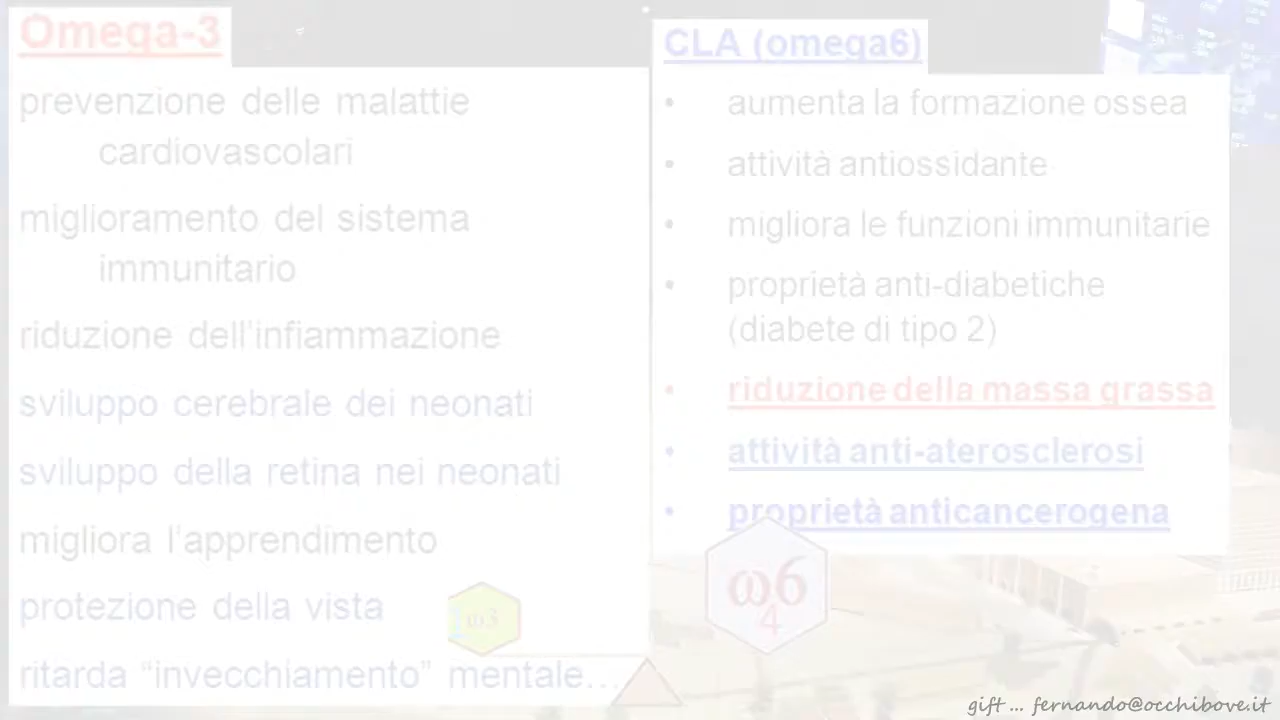 Omega-3
prevenzione delle malattie
cardiovascolari
miglioramento del sistema
immunitario
riduzione dell'infiammazione
sviluppo cerebrale dei neonati
sviluppo della retina nei neonati
migliora l'apprendimento
protezione della vista
ritarda “invecchiamento” mentale...
CLA (omega6)
• aumenta la formazione ossea
• attività antiossidante
• migliora le funzioni immunitarie
• proprietà anti-diabetiche
(diabete di tipo 2)
• riduzione della massa grassa
• attività anti-aterosclerosi
• proprietà anticancerogena
1 ω3
ω6
4
gift ... fernando@occhibove.it